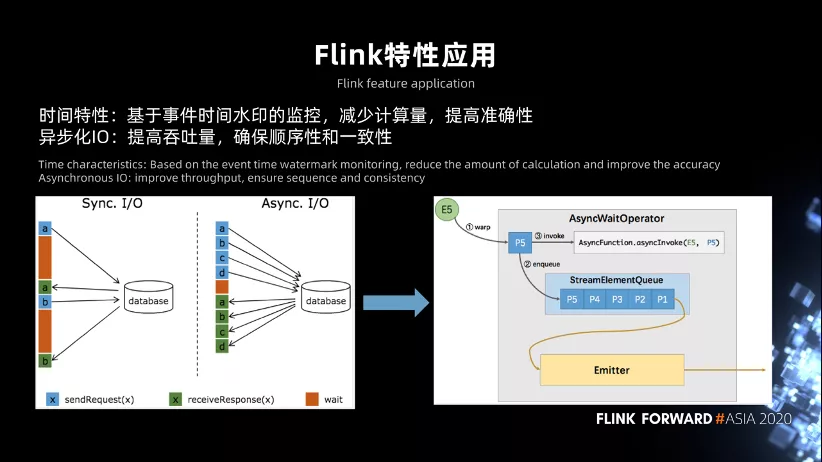 Flink特性应用
Flink feature application
时间特性：基于事件时间水印的监控，减少计算量，提高准确性
异步化IO：提高吞吐量，确保顺序性和一致性
Time characteristics: Based on the event time watermark monitoring, reduce the amount of calculation and improve the accuracy
Asynchronous IO: improve throughput, ensure sequence and consistency
Sync. I/O
a
a
b
b
database
Async. I/O
a
b
c
d
a
b
c
d
database
x sendRequest(x)
x receiveResponse(x)
wait
E5
① warp
AsyncWaitOperator
P5
③ invoke
AsyncFunction.asyncInvoke(E5, P5)
② enqueue
StreamElementQueue
P5 P4 P3 P2 P1
Emitter
FLINK FORWARD #ASIA 2020